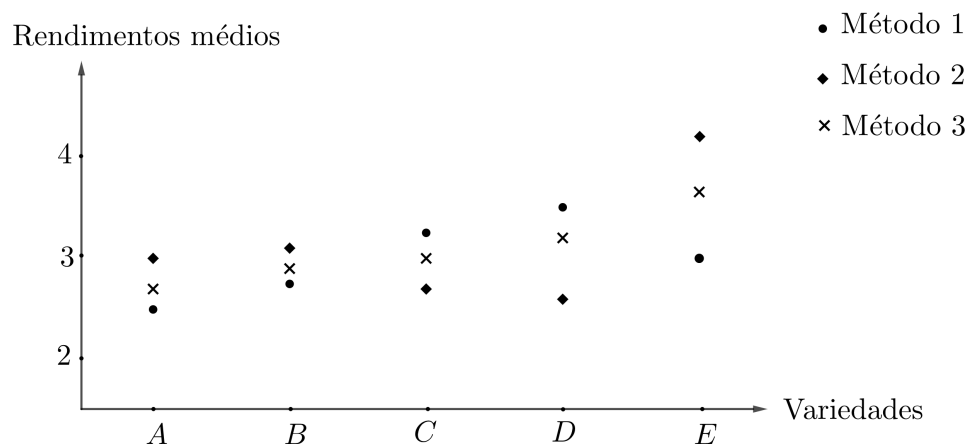 Rendimentos médios
Método 1
Método 2
Método 3
4
3
2
A B C D E
Variedades